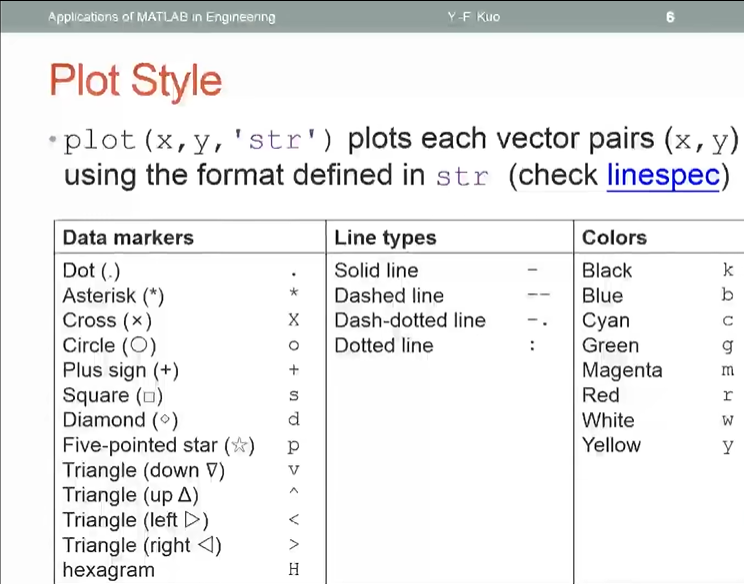 Applications of MATLAB in Engineering Y.-F. Kuo 6
Plot Style
• plot(x,y,'str') plots each vector pairs (x,y)
using the format defined in str (check linespec)
Data markers Line types Colors
Dot (.) . Solid line - Black k
Asterisk (*) * Dashed line -- Blue b
Cross (×) X Dash-dotted line -. Cyan c
Circle (○) o Dotted line : Green g
Plus sign (+) + Magenta m
Square (□) s Red r
Diamond (◇) d White w
Five-pointed star (☆) p Yellow y
Triangle (down ∇) v
Triangle (up Δ) ^
Triangle (left ▷) <
Triangle (right ◁) >
hexagram H